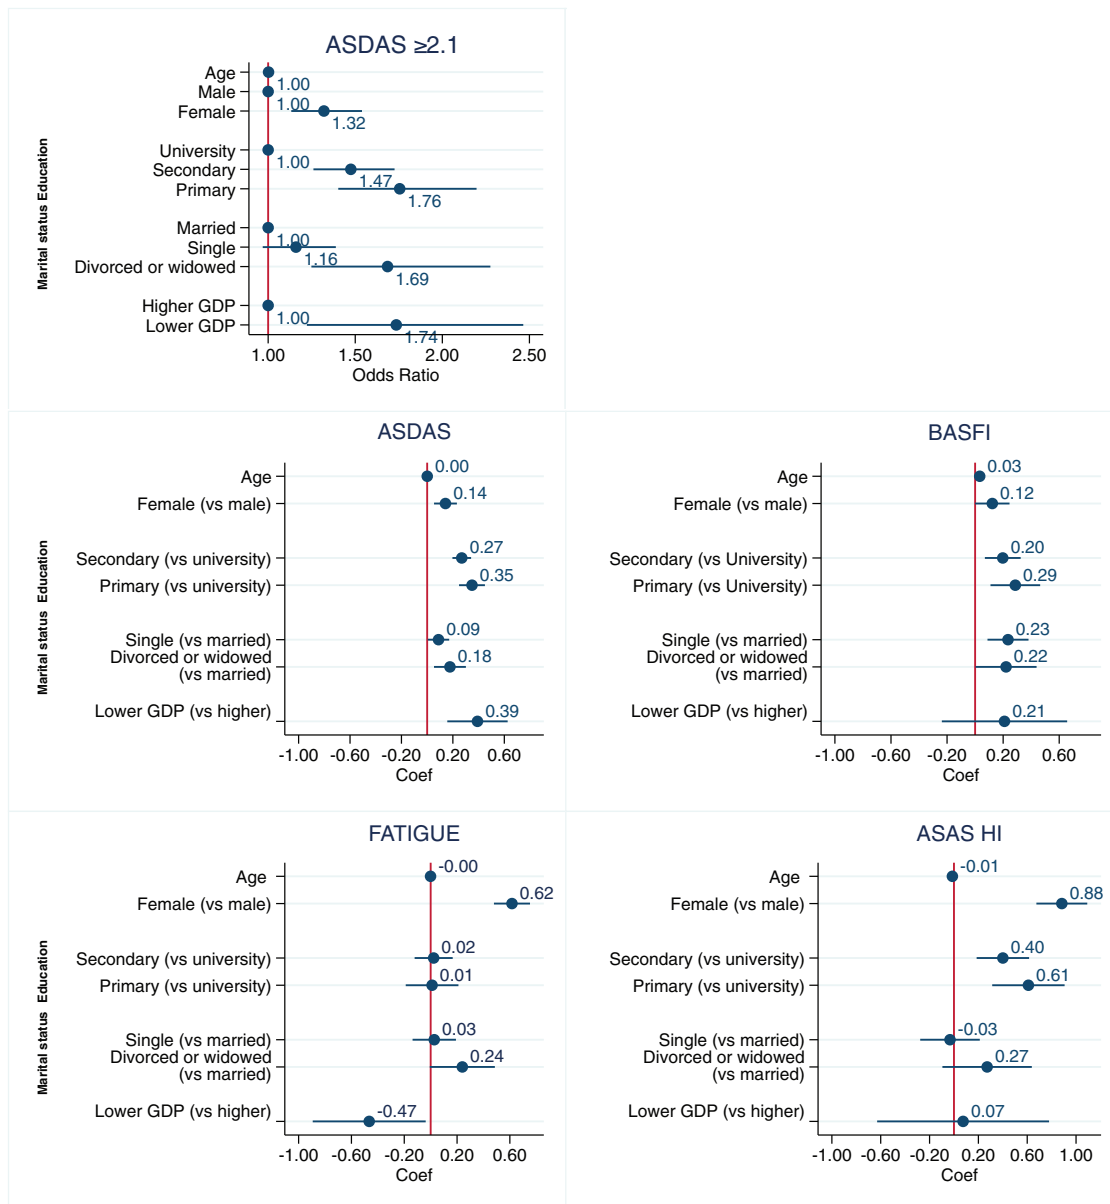 ASDAS ≥2.1
Marital status Education
Age
1.00
Male
1.00
Female
1.32
University
1.00
Secondary
1.47
Primary
1.76
Married
1.00
Single
1.16
Divorced or widowed
1.69
Higher GDP
1.00
Lower GDP
1.74
1.00 1.50 2.00 2.50
Odds Ratio
ASDAS
Marital status Education
Age 0.00
Female (vs male) 0.14
Secondary (vs university) 0.27
Primary (vs university) 0.35
Single (vs married) 0.09
Divorced or widowed 0.18
(vs married)
Lower GDP (vs higher) 0.39
-1.00 -0.60 -0.20 0.20 0.60
Coef
BASFI
Age 0.03
Female (vs male) 0.12
Secondary (vs University) 0.20
Primary (vs University) 0.29
Single (vs married) 0.23
Divorced or widowed 0.22
(vs married)
Lower GDP (vs higher) 0.21
-1.00 -0.60 -0.20 0.20 0.60
Coef
FATIGUE
Marital status Education
Age -0.00
Female (vs male) 0.62
Secondary (vs university) 0.02
Primary (vs university) 0.01
Single (vs married) 0.03
Divorced or widowed 0.24
(vs married)
Lower GDP (vs higher) -0.47
-1.00 -0.60 -0.20 0.20 0.60
Coef
ASAS HI
Age -0.01
Female (vs male) 0.88
Secondary (vs university) 0.40
Primary (vs university) 0.61
Single (vs married) -0.03
Divorced or widowed 0.27
(vs married)
Lower GDP (vs higher) 0.07
-1.00 -0.60 -0.20 0.20 0.60 1.00
Coef